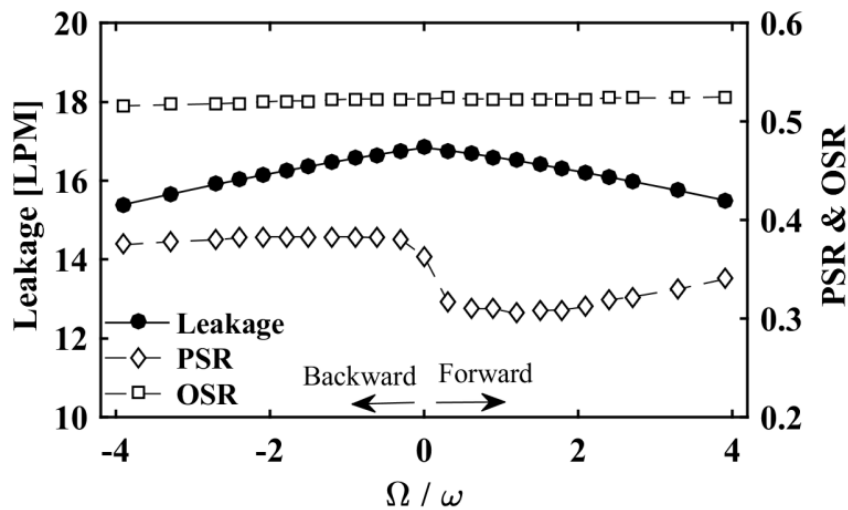 20
18
16
14
12
10
Leakage [LPM]
0.6
0.5
0.4
0.3
0.2
PSR & OSR
Leakage
PSR
OSR
Backward Forward
-4 -2 0 2 4
Ω / ω